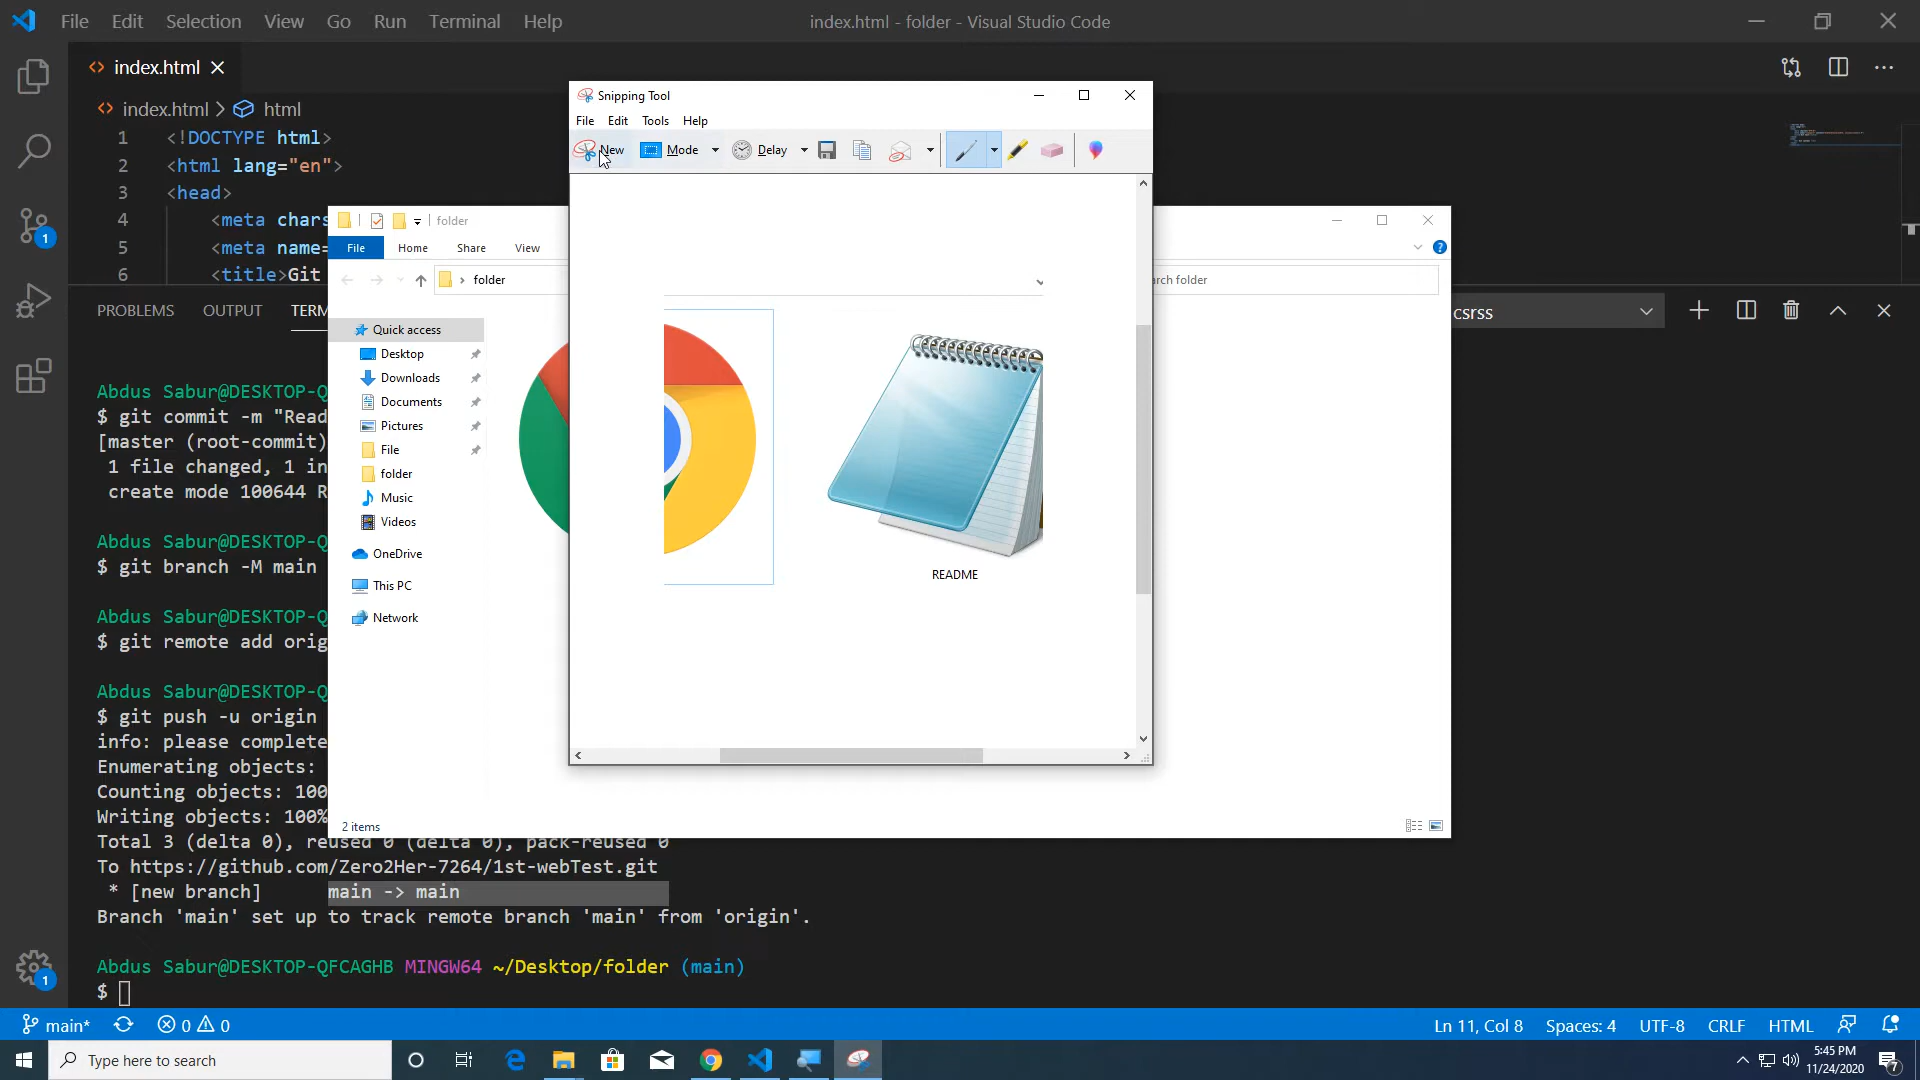 File Edit Selection View Go Run Terminal Help
index.html - folder - Visual Studio Code
index.html
index.html > html
1 <!DOCTYPE html>
2 <html lang="en">
3 <head>
4 <meta chars
5 <meta name=
6 <title>Git
PROBLEMS OUTPUT TERM
csrss
Abdus Sabur@DESKTOP-Q
$ git commit -m "Read
[master (root-commit)
1 file changed, 1 in
create mode 100644 R
Abdus Sabur@DESKTOP-Q
$ git branch -M main
Abdus Sabur@DESKTOP-Q
$ git remote add orig
Abdus Sabur@DESKTOP-Q
$ git push -u origin
info: please complete
Enumerating objects:
Counting objects: 100
Writing objects: 100%
Total 3 (delta 0), reused 0 (delta 0), pack-reused 0
To https://github.com/Zero2Her-7264/1st-webTest.git
* [new branch] main -> main
Branch 'main' set up to track remote branch 'main' from 'origin'.
Abdus Sabur@DESKTOP-QFCAGHB MINGW64 ~/Desktop/folder (main)
$
folder
File Home Share View
folder
arch folder
Quick access
Desktop
Downloads
Documents
Pictures
File
folder
Music
Videos
OneDrive
This PC
Network
2 items
Snipping Tool
File Edit Tools Help
New Mode Delay
README
main* 0 0
Ln 11, Col 8 Spaces: 4 UTF-8 CRLF HTML
Type here to search
5:45 PM
11/24/2020
1
1
7